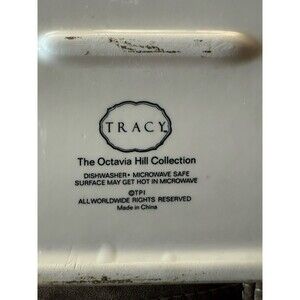 TRACY
The Octavia Hill Collection
DISHWASHER • MICROWAVE SAFE
SURFACE MAY GET HOT IN MICROWAVE
©TPI
ALL WORLDWIDE RIGHTS RESERVED
Made in China